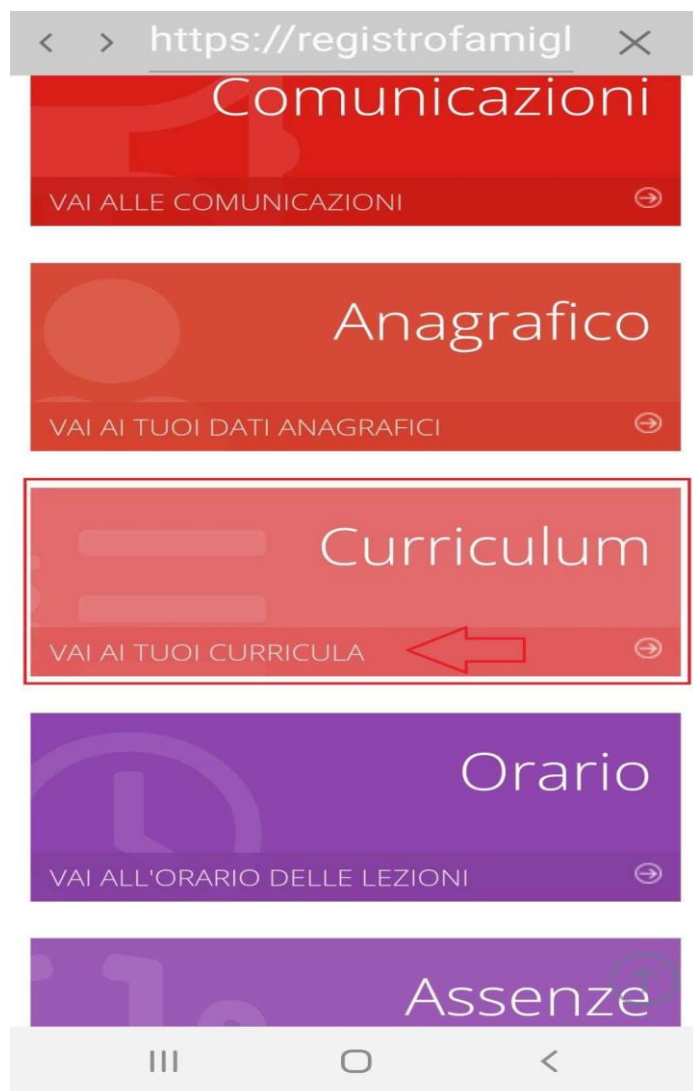 https://registrofamigl
Comunicazioni
VAI ALLE COMUNICAZIONI
Anagrafico
VAI AI TUOI DATI ANAGRAFICI
Curriculum
VAI AI TUOI CURRICULA
Orario
VAI ALL'ORARIO DELLE LEZIONI
Assenze